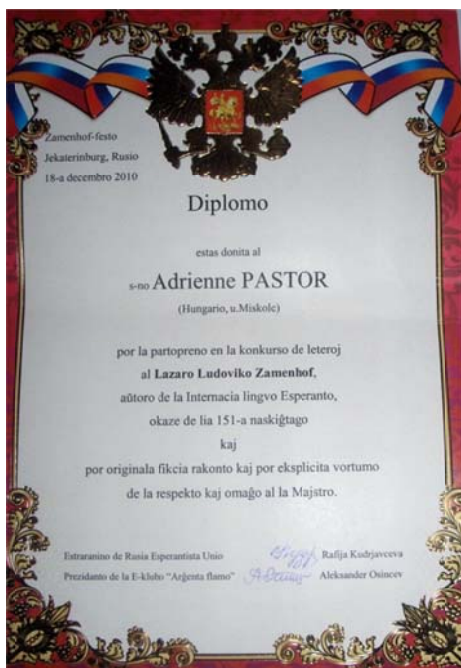 Zamenhof-festo
Jekaterinburg, Rusio
18-a decembro 2010
Diplomo
estas donita al
s-no Adrienne PASTOR
(Hungario, u.Miskolc)
por la partopreno en la konkurso de leteroj
al Lazaro Ludoviko Zamenhof,
aŭtoro de la Internacia lingvo Esperanto,
okaze de lia 151-a naskiĝtago
kaj
por originala fikcia rakonto kaj por eksplicita vortumo
de la respekto kaj omaĝo al la Majstro.
Estraranino de Rusia Esperantista Unio Rafija Kudrjavceva
Prezidanto de la E-klubo "Arĝenta flamo" Aleksander Osincev